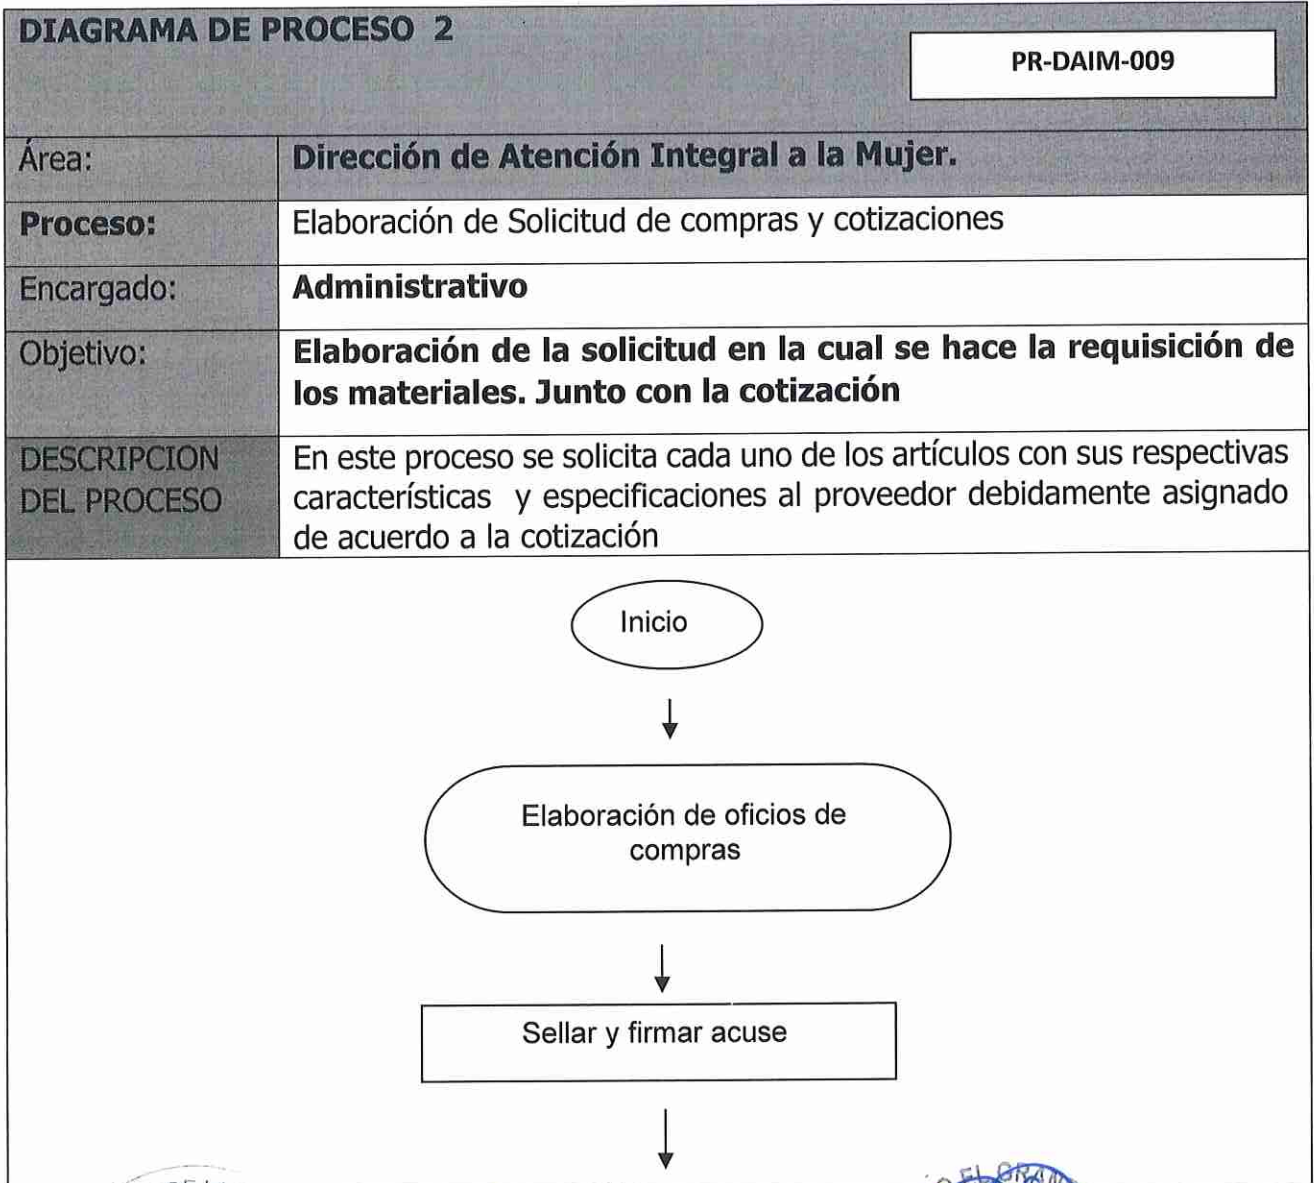 DIAGRAMA DE PROCESO 2
PR-DAIM-009
Área:
Dirección de Atención Integral a la Mujer.
Proceso:
Elaboración de Solicitud de compras y cotizaciones
Encargado:
Administrativo
Objetivo:
Elaboración de la solicitud en la cual se hace la requisición de
los materiales. Junto con la cotización
DESCRIPCION
DEL PROCESO
En este proceso se solicita cada uno de los artículos con sus respectivas
características y especificaciones al proveedor debidamente asignado
de acuerdo a la cotización
Inicio
Elaboración de oficios de
compras
Sellar y firmar acuse
EL GRAN